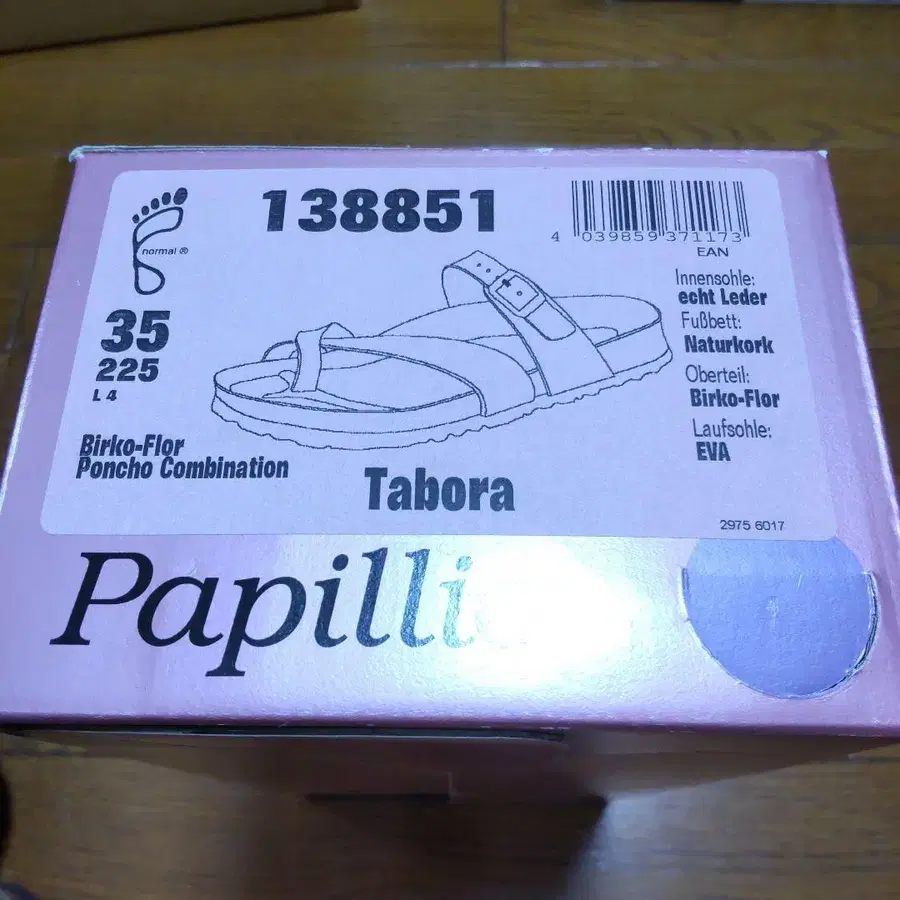 normal ®
138851
4 039859 371173
EAN
35
225
L 4
Innensohle:
echt Leder
Fußbett:
Naturkork
Oberteil:
Birko-Flor
Laufsohle:
EVA
Birko-Flor
Poncho Combination
Tabora
2975 6017
Papilli